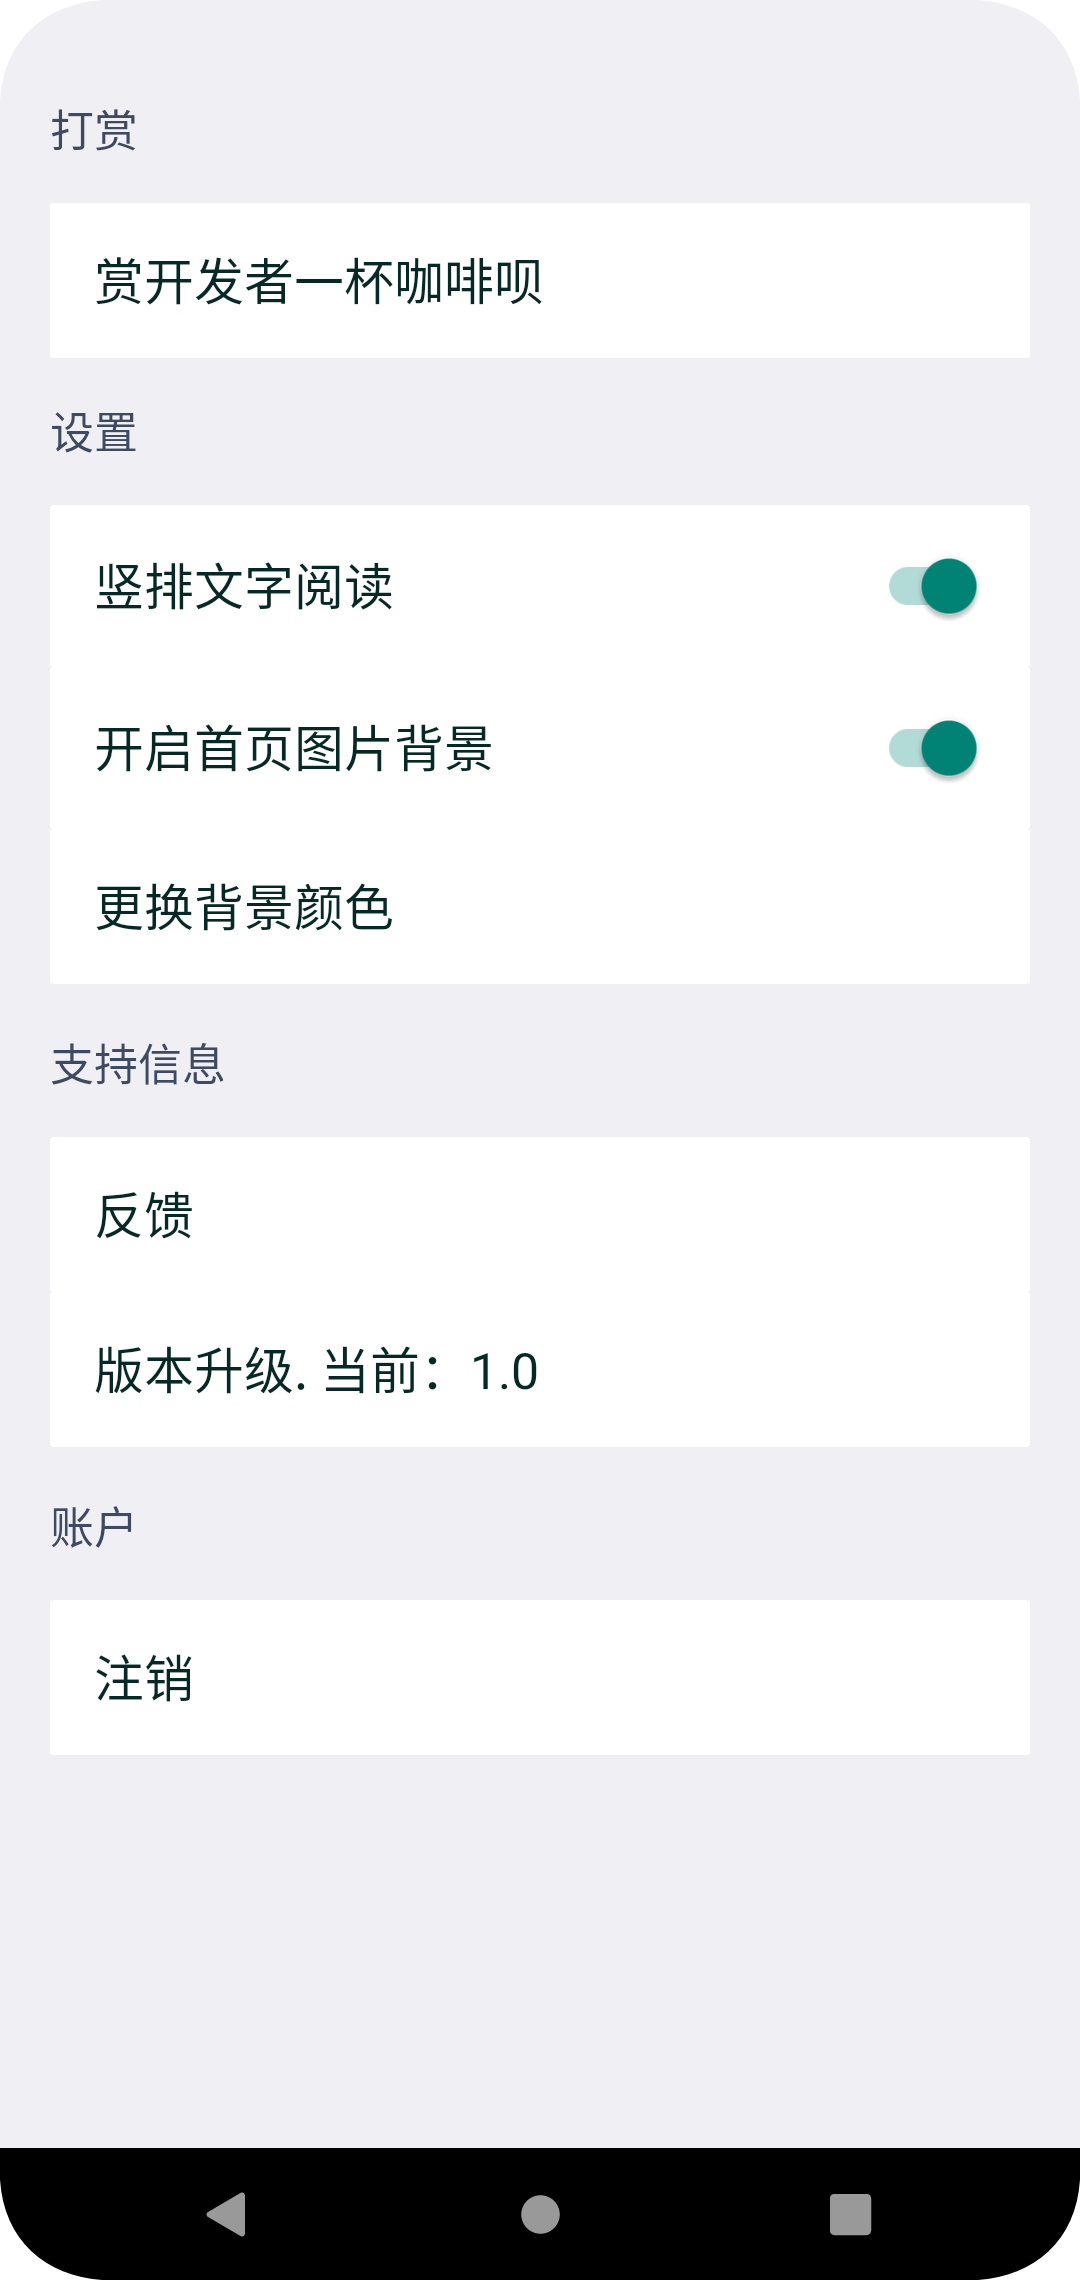 打赏
赏开发者一杯咖啡呗
设置
竖排文字阅读
开启首页图片背景
更换背景颜色
支持信息
反馈
版本升级. 当前：1.0
账户
注销